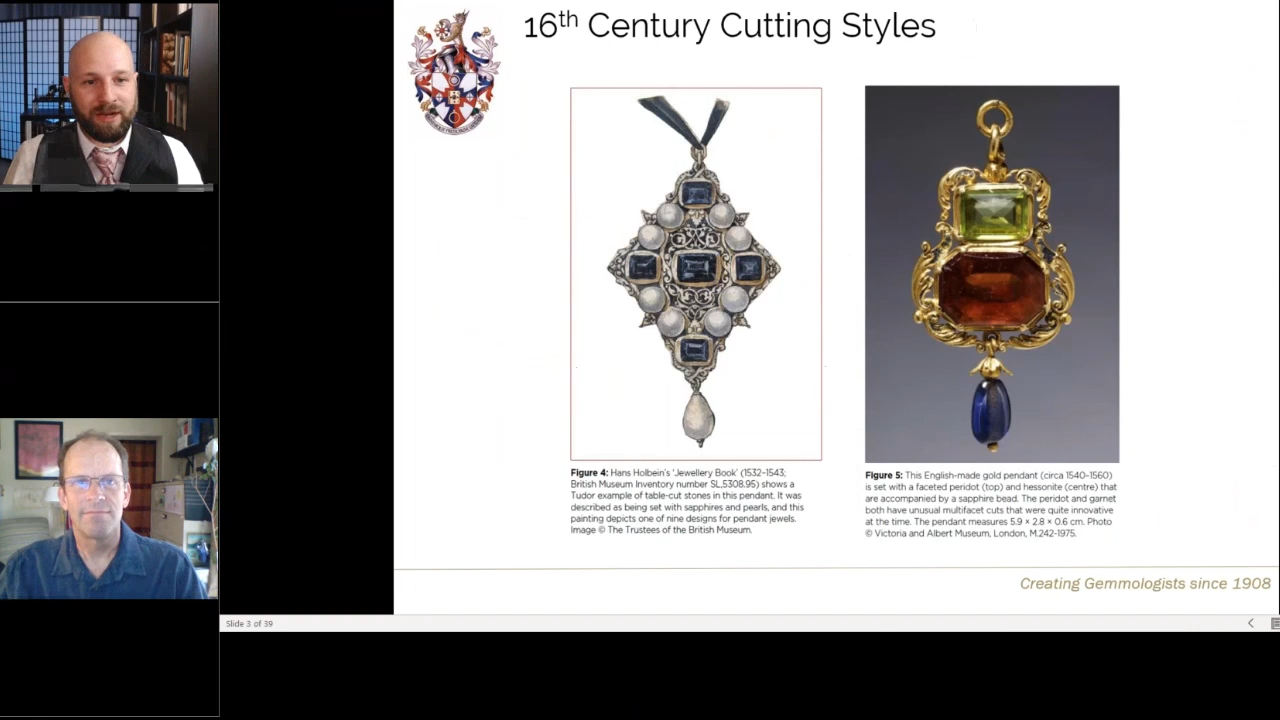 16th Century Cutting Styles
Figure 4: Hans Holbein's 'Jewellery Book' (1532–1543;
British Museum Inventory number SL,5308.95) shows a
Tudor example of table-cut stones in this pendant. It was
described as being set with sapphires and pearls, and this
painting depicts one of nine designs for pendant jewels.
Image © The Trustees of the British Museum.
Figure 5: This English-made gold pendant (circa 1540–1560)
is set with a faceted peridot (top) and hessonite (centre) that
are accompanied by a sapphire bead. The peridot and garnet
both have unusual multifacet cuts that were quite innovative
at the time. The pendant measures 5.9 × 2.8 × 0.6 cm. Photo
© Victoria and Albert Museum, London, M.242-1975.
Creating Gemmologists since 1908
Slide 3 of 39